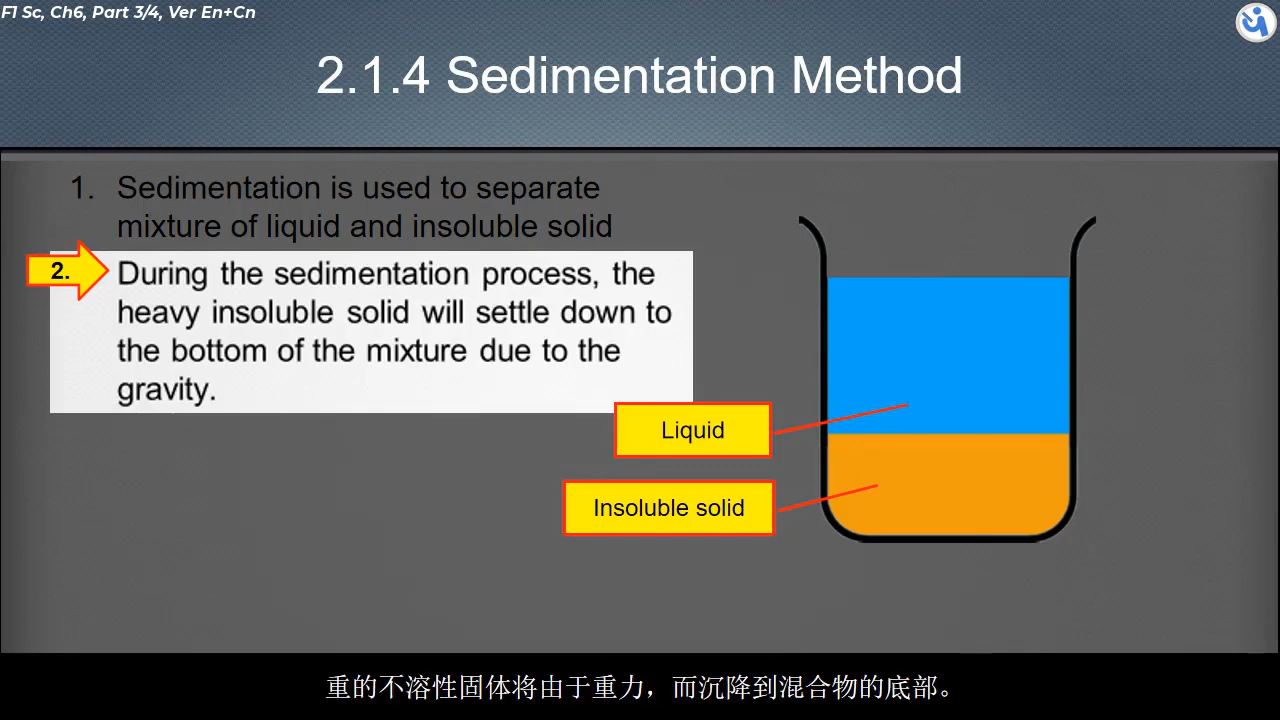 F1 Sc, Ch6, Part 3/4, Ver En+Cn
2.1.4 Sedimentation Method
1. Sedimentation is used to separate
mixture of liquid and insoluble solid
2. During the sedimentation process, the
heavy insoluble solid will settle down to
the bottom of the mixture due to the
gravity.
Liquid
Insoluble solid
重的不溶性固体将由于重力，而沉降到混合物的底部。